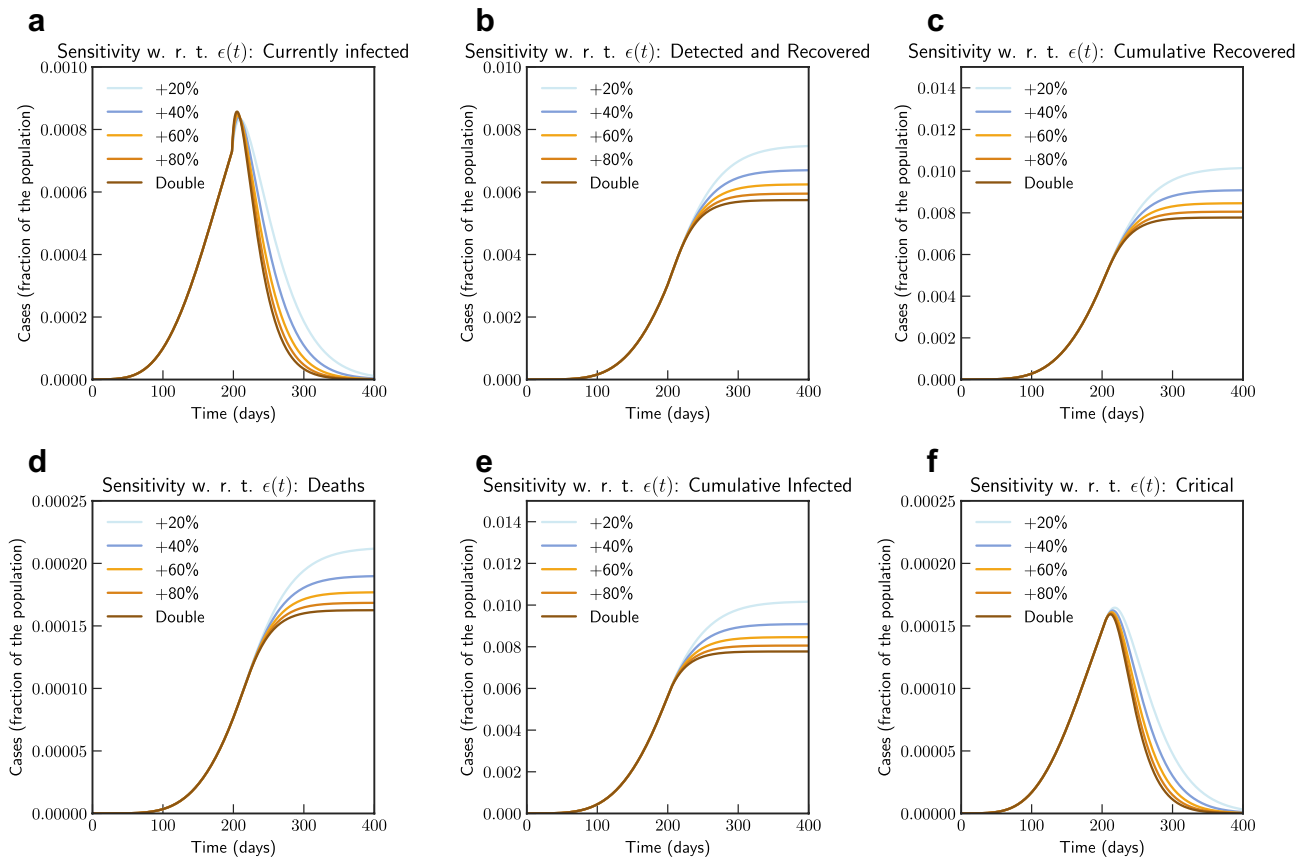 a
Sensitivity w. r. t. ϵ(t): Currently infected
Cases (fraction of the population)
0.0010
0.0008
0.0006
0.0004
0.0002
0.0000
+20%
+40%
+60%
+80%
Double
0 100 200 300 400
Time (days)
b
Sensitivity w. r. t. ϵ(t): Detected and Recovered
Cases (fraction of the population)
0.010
0.008
0.006
0.004
0.002
0.000
+20%
+40%
+60%
+80%
Double
0 100 200 300 400
Time (days)
c
Sensitivity w. r. t. ϵ(t): Cumulative Recovered
Cases (fraction of the population)
0.014
0.012
0.010
0.008
0.006
0.004
0.002
0.000
+20%
+40%
+60%
+80%
Double
0 100 200 300 400
Time (days)
d
Sensitivity w. r. t. ϵ(t): Deaths
Cases (fraction of the population)
0.00025
0.00020
0.00015
0.00010
0.00005
0.00000
+20%
+40%
+60%
+80%
Double
0 100 200 300 400
Time (days)
e
Sensitivity w. r. t. ϵ(t): Cumulative Infected
Cases (fraction of the population)
0.014
0.012
0.010
0.008
0.006
0.004
0.002
0.000
+20%
+40%
+60%
+80%
Double
0 100 200 300 400
Time (days)
f
Sensitivity w. r. t. ϵ(t): Critical
Cases (fraction of the population)
0.00025
0.00020
0.00015
0.00010
0.00005
0.00000
+20%
+40%
+60%
+80%
Double
0 100 200 300 400
Time (days)